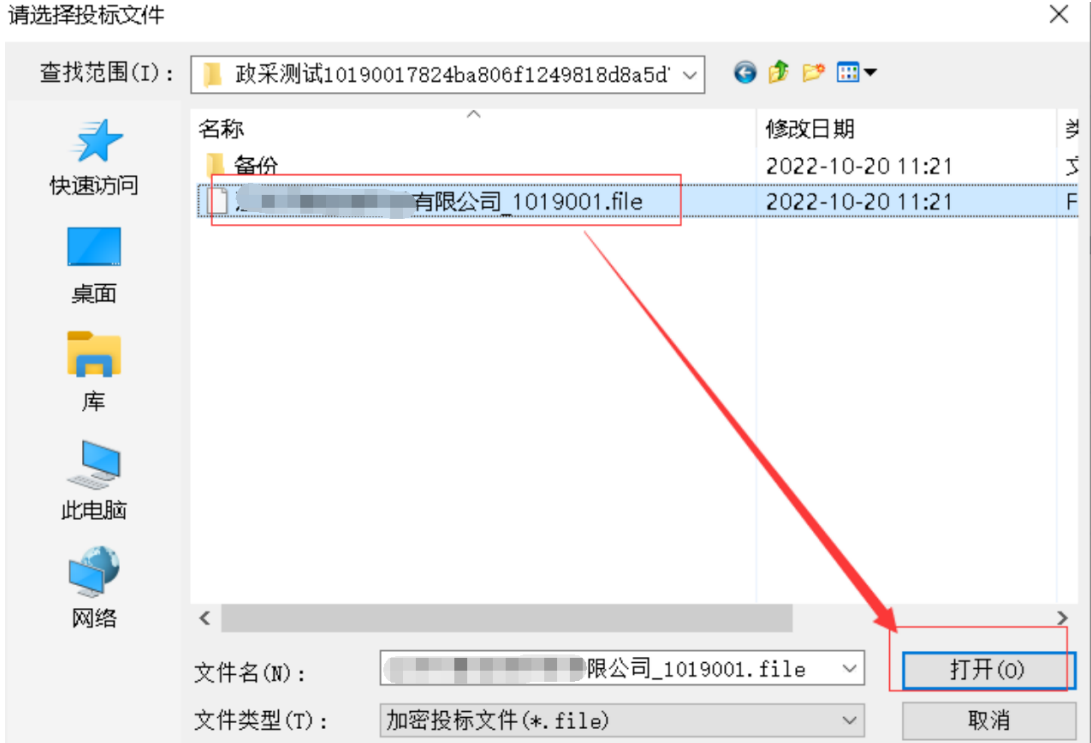 请选择投标文件
查找范围(I):
政采测试10190017824ba806f1249818d8a5d
名称
修改日期
备份
2022-10-20 11:21
有限公司_1019001.file
2022-10-20 11:21
F
快速访问
桌面
库
此电脑
网络
文件名(N):
限公司_1019001.file
打开(O)
文件类型(T):
加密投标文件(*.file)
取消